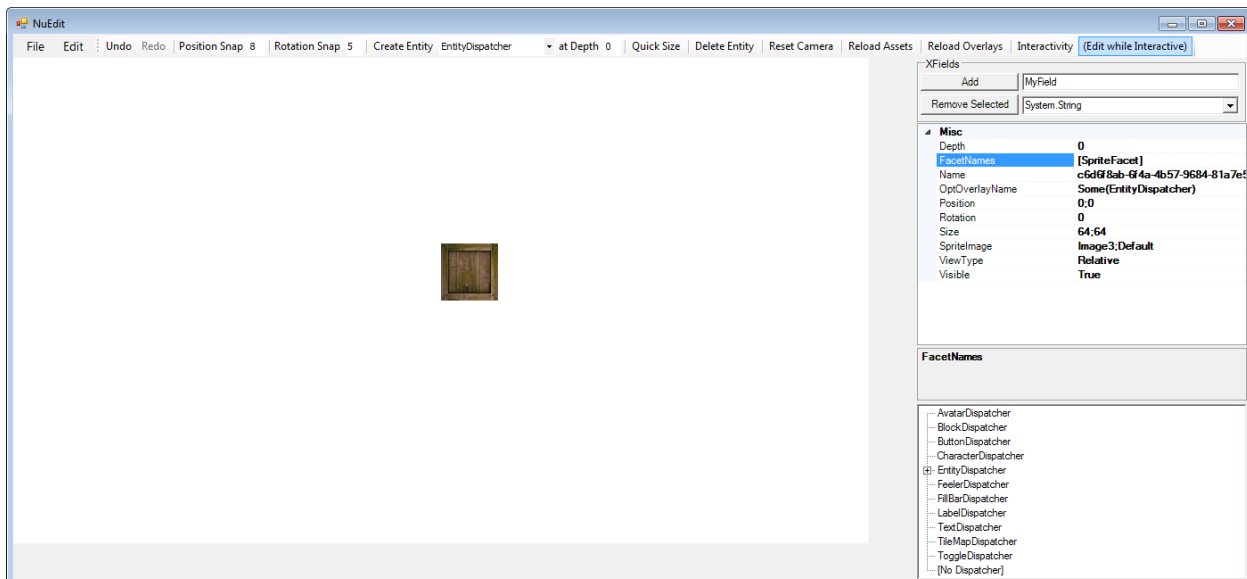 NuEdit
File Edit Undo Redo Position Snap 8 Rotation Snap 5 Create Entity EntityDispatcher at Depth 0 Quick Size Delete Entity Reset Camera Reload Assets Reload Overlays Interactivity (Edit while Interactive)
XFields
Add MyField
Remove Selected System.String
Misc
Depth 0
FacetNames [SpriteFacet]
Name c6d6f8ab-6f4a-4b57-9684-81a7e5
OptOverlayName Some(EntityDispatcher)
Position 0;0
Rotation 0
Size 64;64
SpriteImage Image3;Default
ViewType Relative
Visible True
FacetNames
AvatarDispatcher
BlockDispatcher
ButtonDispatcher
CharacterDispatcher
EntityDispatcher
FeelerDispatcher
FillBarDispatcher
LabelDispatcher
TextDispatcher
TileMapDispatcher
ToggleDispatcher
[No Dispatcher]